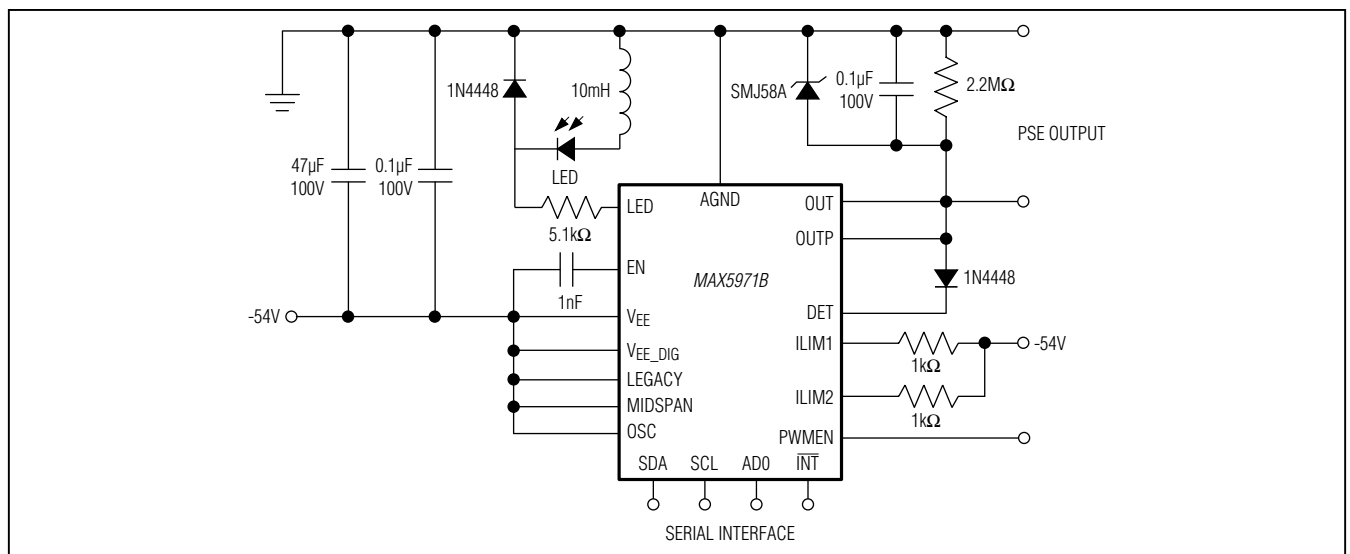 1N4448
10mH
SMJ58A
0.1µF
100V
2.2MΩ
PSE OUTPUT
47µF
100V
0.1µF
100V
LED
5.1kΩ
1nF
-54V
LED
EN
VEE
VEE_DIG
LEGACY
MIDSPAN
OSC
AGND
MAX5971B
OUT
OUTP
DET
ILIM1
ILIM2
PWMEN
1N4448
-54V
1kΩ
1kΩ
SDA SCL AD0 INT
SERIAL INTERFACE